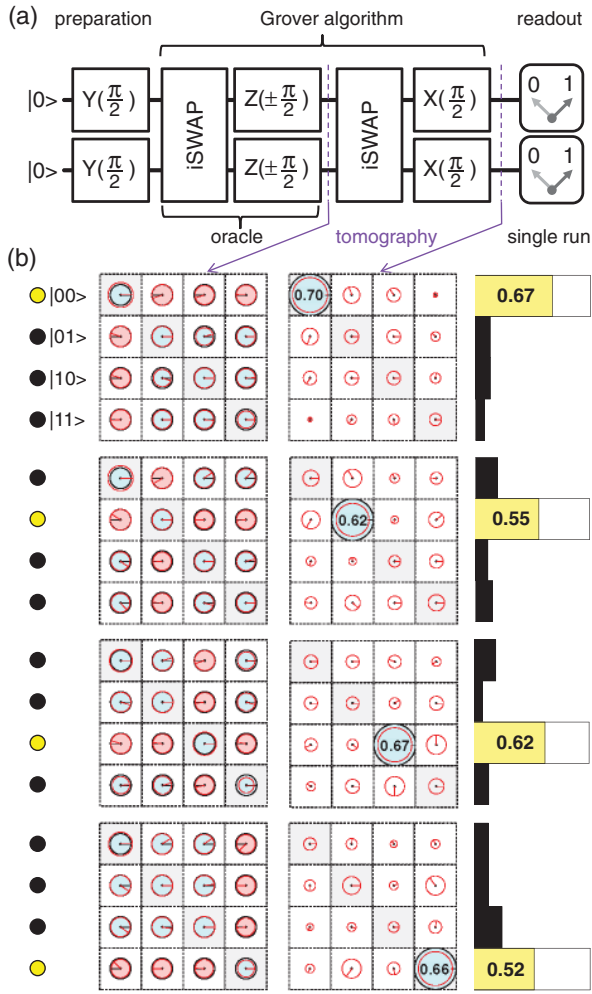 (a)
preparation
Grover algorithm
readout
|0> Y(π/2) iSWAP Z(±π/2) iSWAP X(π/2) 0 1
|0> Y(π/2) Z(±π/2) X(π/2) 0 1
oracle
tomography
single run
(b)
|00> 0.70 0.67
|01>
|10>
|11>
0.62 0.55
0.67 0.62
0.66 0.52